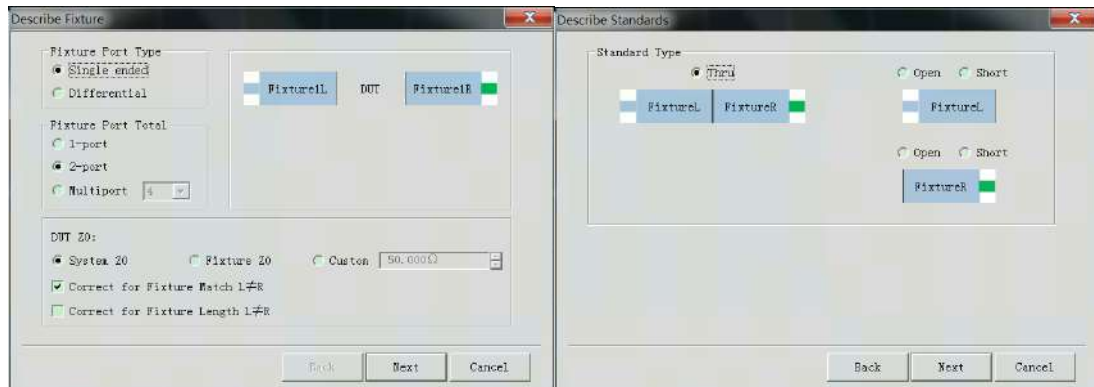 Describe Fixture
Fixture Port Type
Single ended
Differential
Fixture1L DUT Fixture1R
Fixture Port Total
1-port
2-port
Multiport 4
DUT Z0:
System Z0 Fixture Z0 Custon 50.000Ω
Correct for Fixture Match L≠R
Correct for Fixture Length L≠R
Back Next Cancel
Describe Standards
Standard Type
Thru
Open Short
FixtureL FixtureR
FixtureL
Open Short
FixtureR
Back Next Cancel